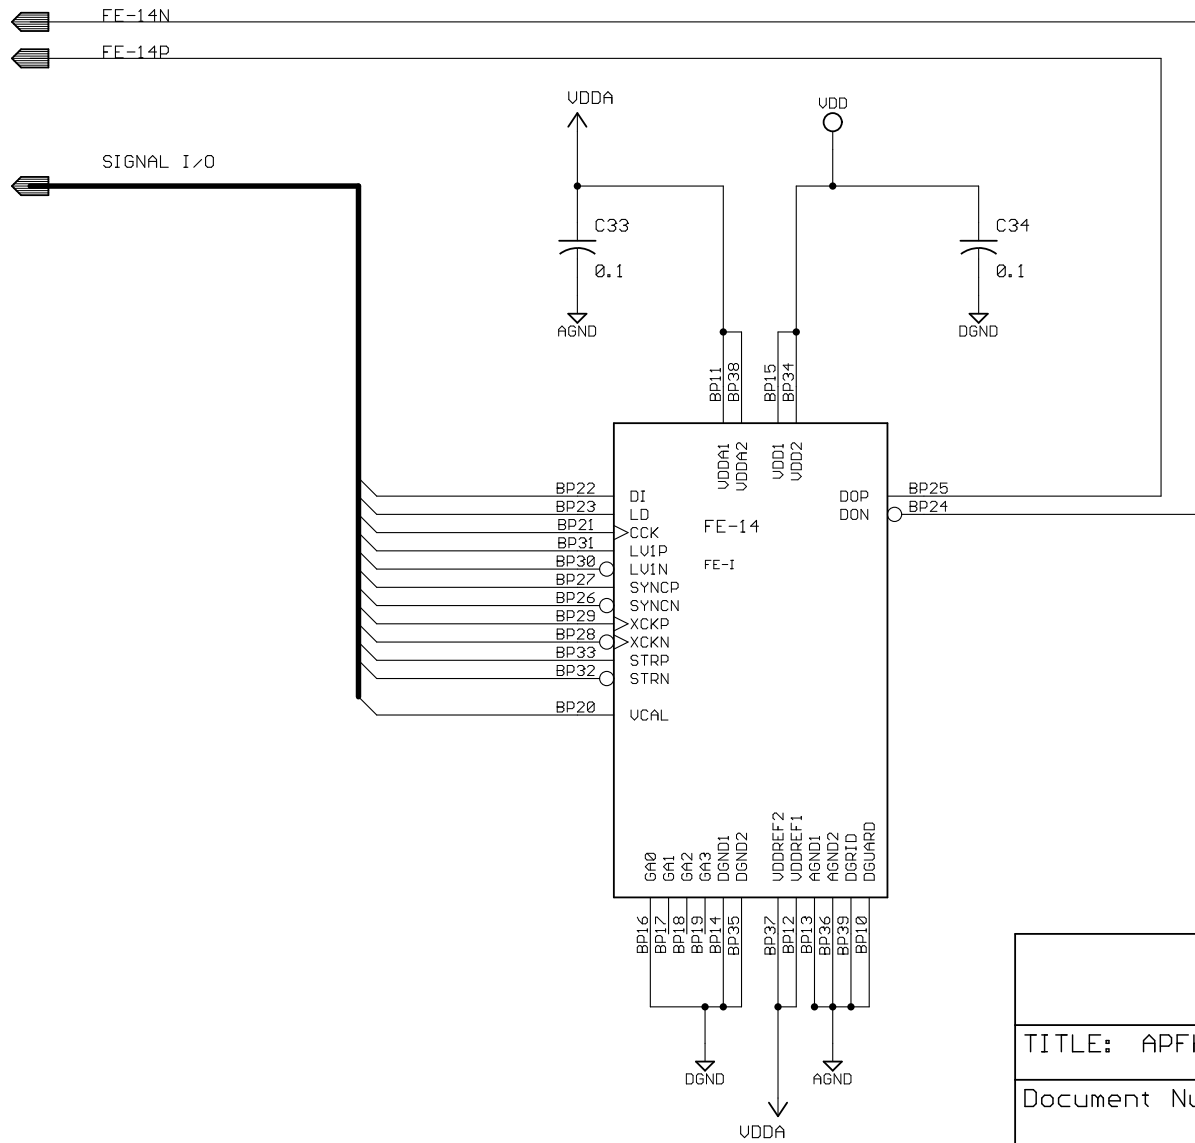 FE-14N
FE-14P
VDDA
VDD
SIGNAL I/O
C33
C34
0.1
0.1
AGND
DGND
BP11
BP38
BP15
BP34
VDDA1
VDDA2
VDD1
VDD2
BP22
DI
DOP
BP25
BP23
LD
DON
BP24
BP21
CCK
FE-14
BP31
LV1P
BP30
LV1N
FE-I
BP27
SYNCP
BP26
SYNCN
BP29
XCKP
BP28
XCKN
BP33
STRP
BP32
STRN
BP20
VCAL
GA0
GA1
GA2
GA3
DGND1
DGND2
VDDREF2
VDDREF1
AGND1
AGND2
DGRID
DGUARD
BP16
BP17
BP18
BP19
BP14
BP35
BP37
BP12
BP13
BP36
BP39
BP10
DGND
AGND
VDDA
TITLE: APF
Document Nu